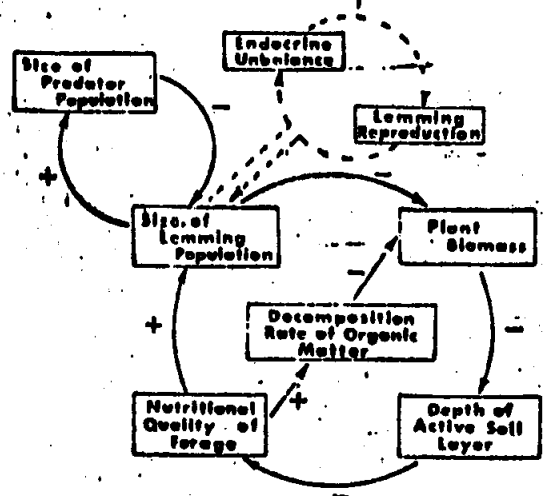 Endocrine
Unbalance
Size of
Predator
Population
-
Lemming
Reproduction
+
-
Size of
Lemming
Population
Plant
Biomass
-
+
Decomposition
Rate of Organic
Matter
-
+
Nutritional
Quality of
Forage
Depth of
Active Soil
Layer
-